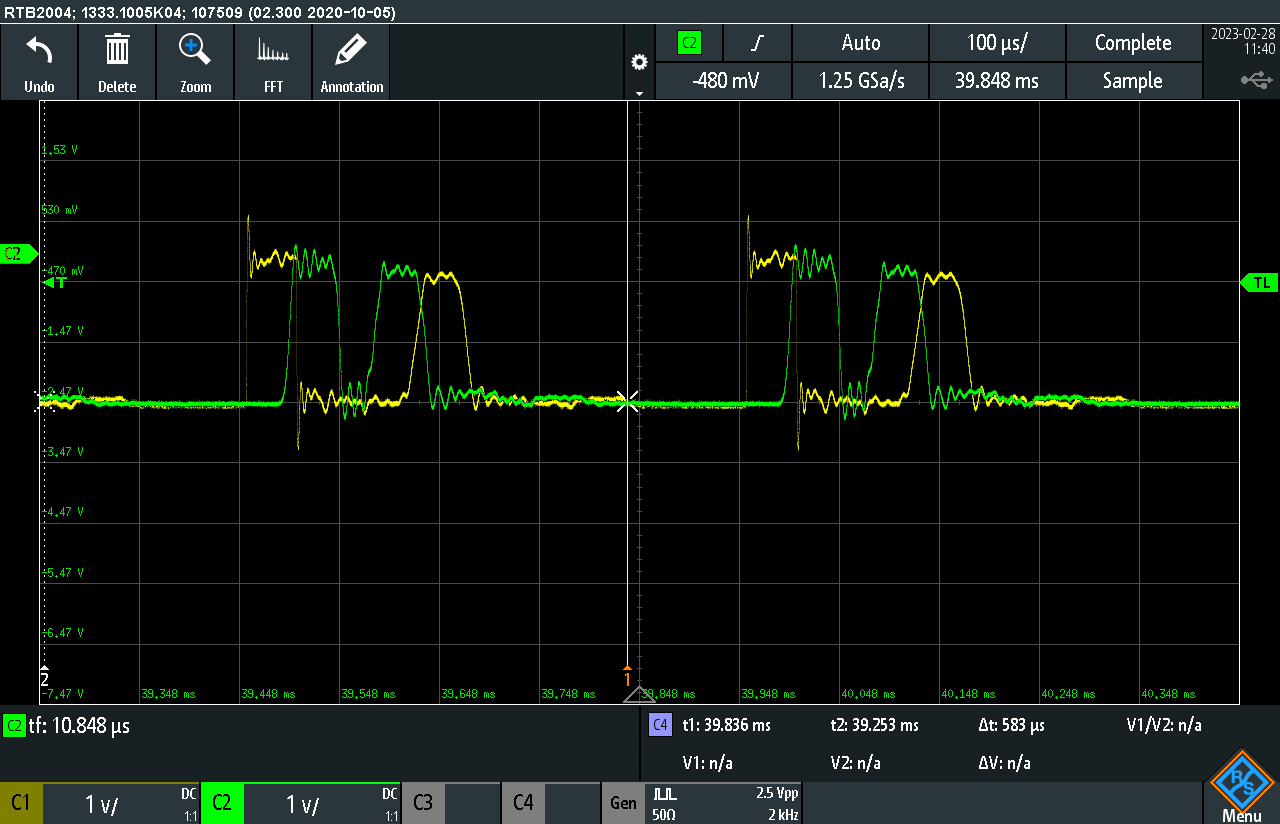 RTB2004; 1333.1005K04; 107509 (02.300 2020-10-05)
Undo
Delete
Zoom
FFT
Annotation
C2
Auto
100 µs/
Complete
2023-02-28
11:40
-480 mV
1.25 GSa/s
39.848 ms
Sample
1.53 V
530 mV
C2
-470 mV
T
TL
-1.47 V
-2.47 V
-3.47 V
-4.47 V
-5.47 V
-6.47 V
2
1
-7.47 V
39.348 ms
39.448 ms
39.548 ms
39.648 ms
39.748 ms
39.848 ms
39.948 ms
40.048 ms
40.148 ms
40.248 ms
40.348 ms
C2 tf: 10.848 µs
C4 t1: 39.836 ms t2: 39.253 ms Δt: 583 µs V1/V2: n/a
V1: n/a V2: n/a ΔV: n/a
C1 1 V/ DC 1:1
C2 1 V/ DC 1:1
C3
C4
Gen 2.5 Vpp
50Ω 2 kHz
R&S
Menu